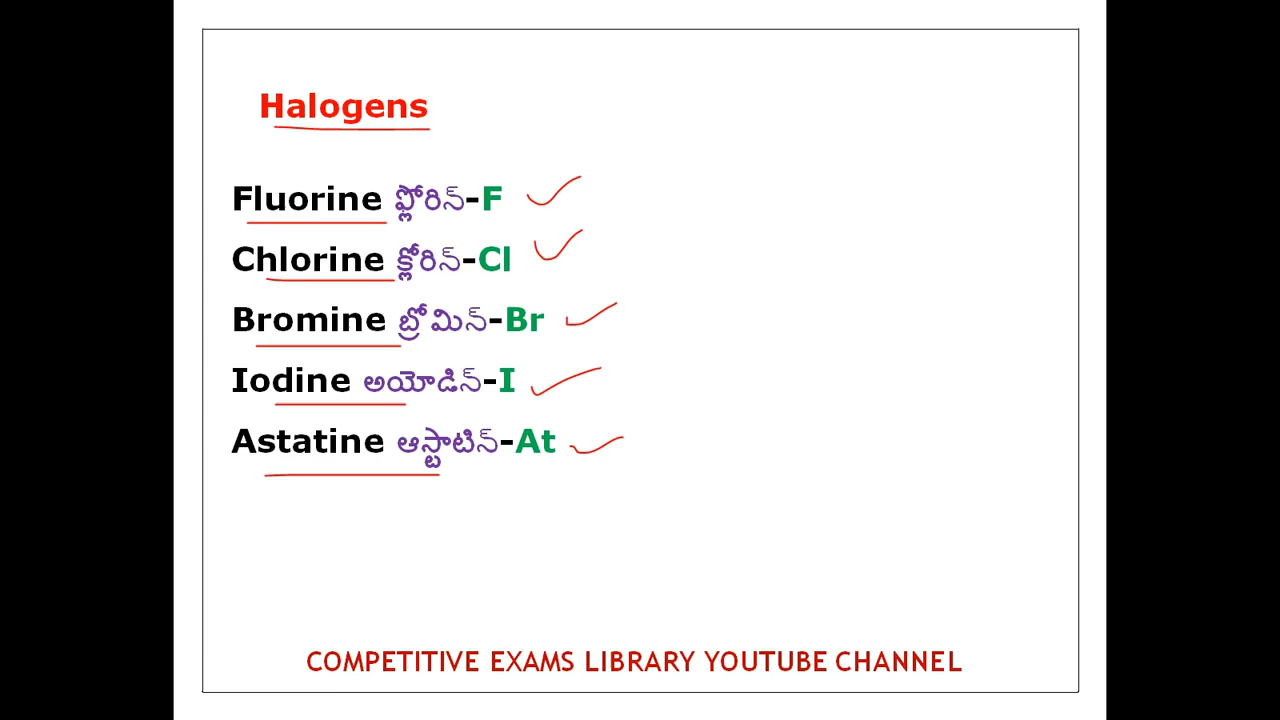 Halogens
Fluorine ఫ్లోరిన్-F
Chlorine క్లోరిన్-Cl
Bromine బ్రోమిన్-Br
Iodine అయోడిన్-I
Astatine ఆస్టాటిన్-At
COMPETITIVE EXAMS LIBRARY YOUTUBE CHANNEL